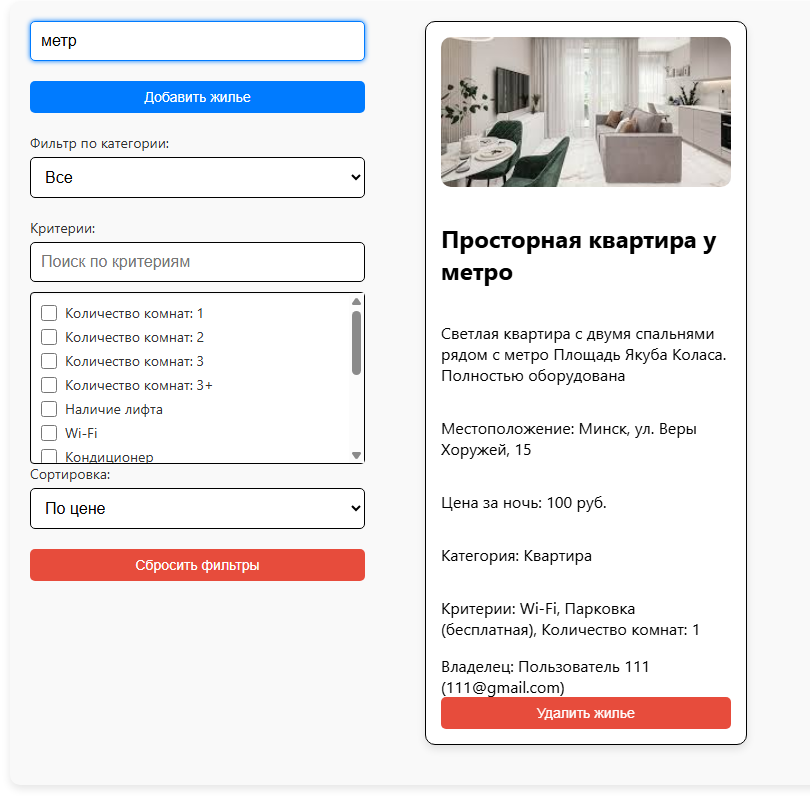 метр
Добавить жилье
Фильтр по категории:
Все
Критерии:
Поиск по критериям
Количество комнат: 1
Количество комнат: 2
Количество комнат: 3
Количество комнат: 3+
Наличие лифта
Wi-Fi
Кондиционер
Сортировка:
По цене
Сбросить фильтры
Просторная квартира у
метро
Светлая квартира с двумя спальнями
рядом с метро Площадь Якуба Коласа.
Полностью оборудована
Местоположение: Минск, ул. Веры
Хоружей, 15
Цена за ночь: 100 руб.
Категория: Квартира
Критерии: Wi-Fi, Парковка
(бесплатная), Количество комнат: 1
Владелец: Пользователь 111
(111@gmail.com)
Удалить жилье